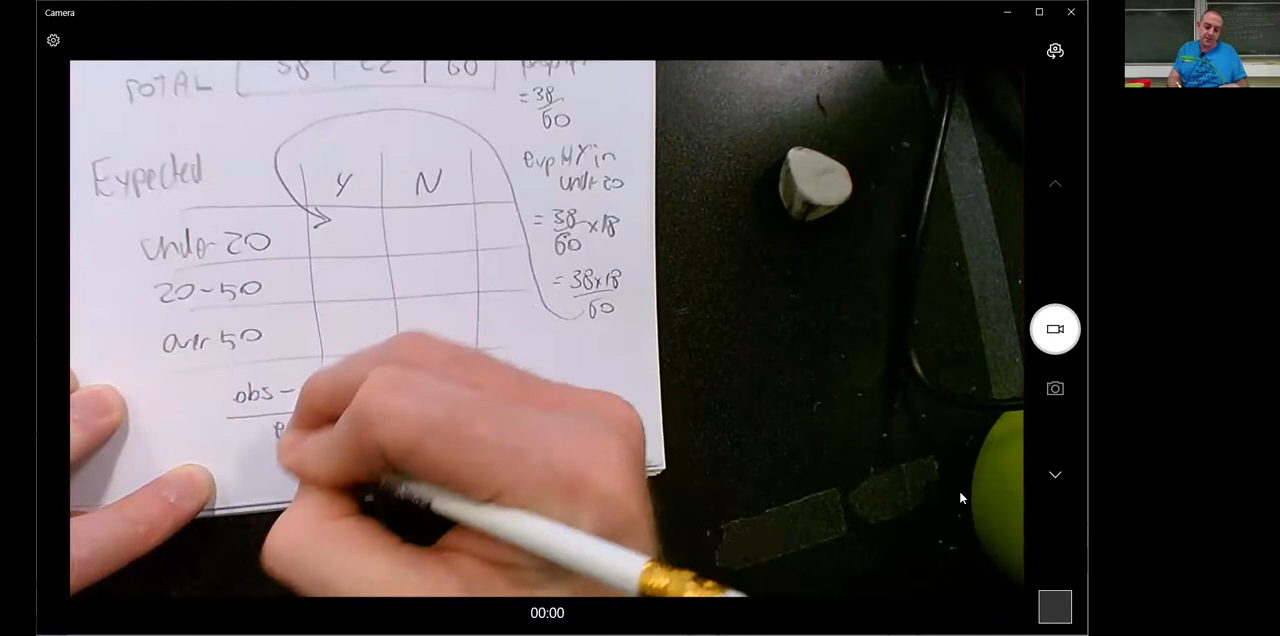 Camera
TOTAL 38 22 60
= 38
60
Expected
Y N
exp # Y in
under 20
= 38 x 18
60
= 38 x 18
60
under 20
20-50
over 50
obs -
00:00